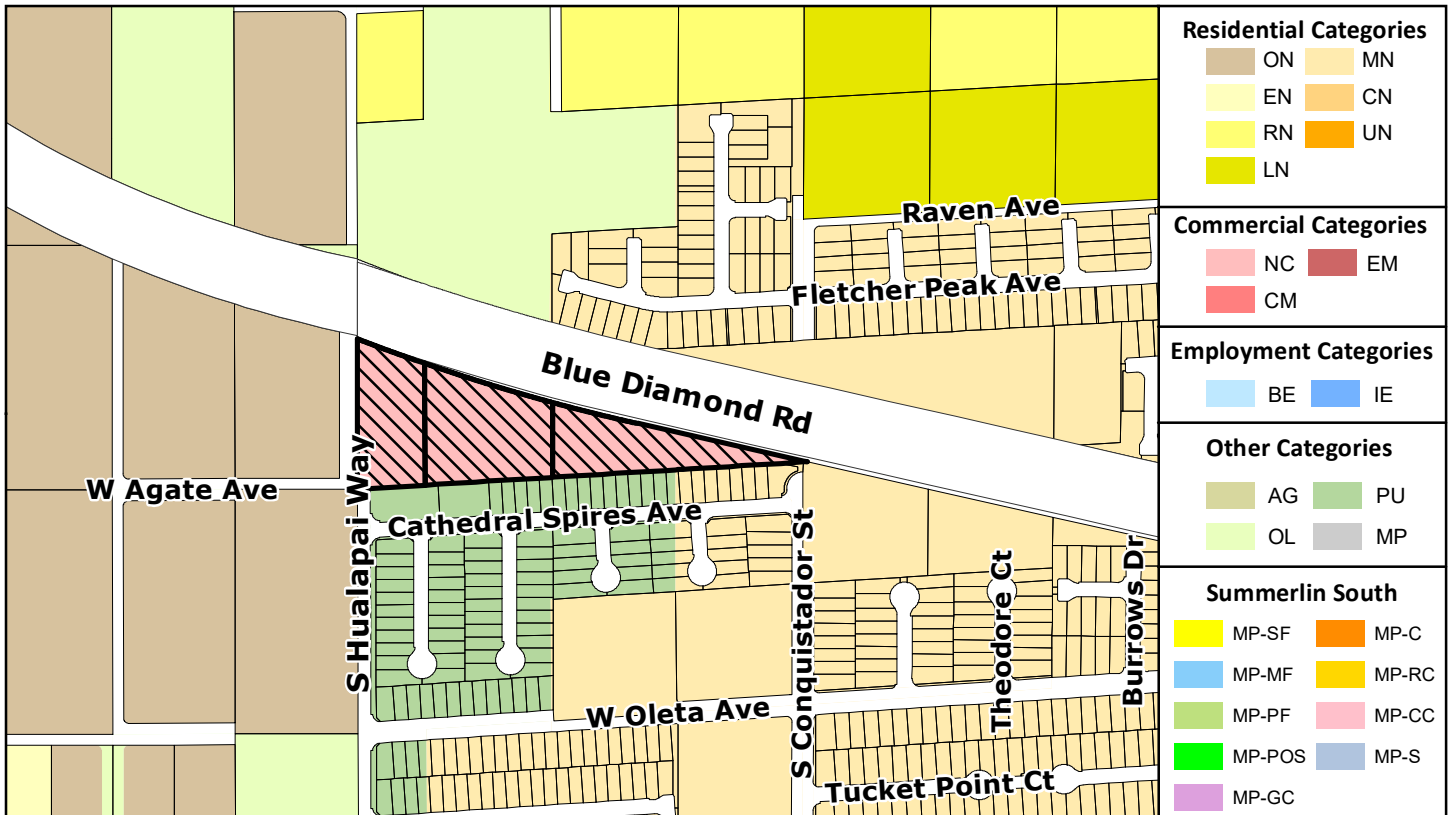 Raven Ave
Fletcher Peak Ave
Blue Diamond Rd
W Agate Ave
S Hualapai Way
Cathedral Spires Ave
S Conquistador St
Theodore Ct
Burrows Dr
W Oleta Ave
Tucket Point Ct
Residential Categories
ON MN
EN CN
RN UN
LN
Commercial Categories
NC EM
CM
Employment Categories
BE IE
Other Categories
AG PU
OL MP
Summerlin South
MP-SF MP-C
MP-MF MP-RC
MP-PF MP-CC
MP-POS MP-S
MP-GC